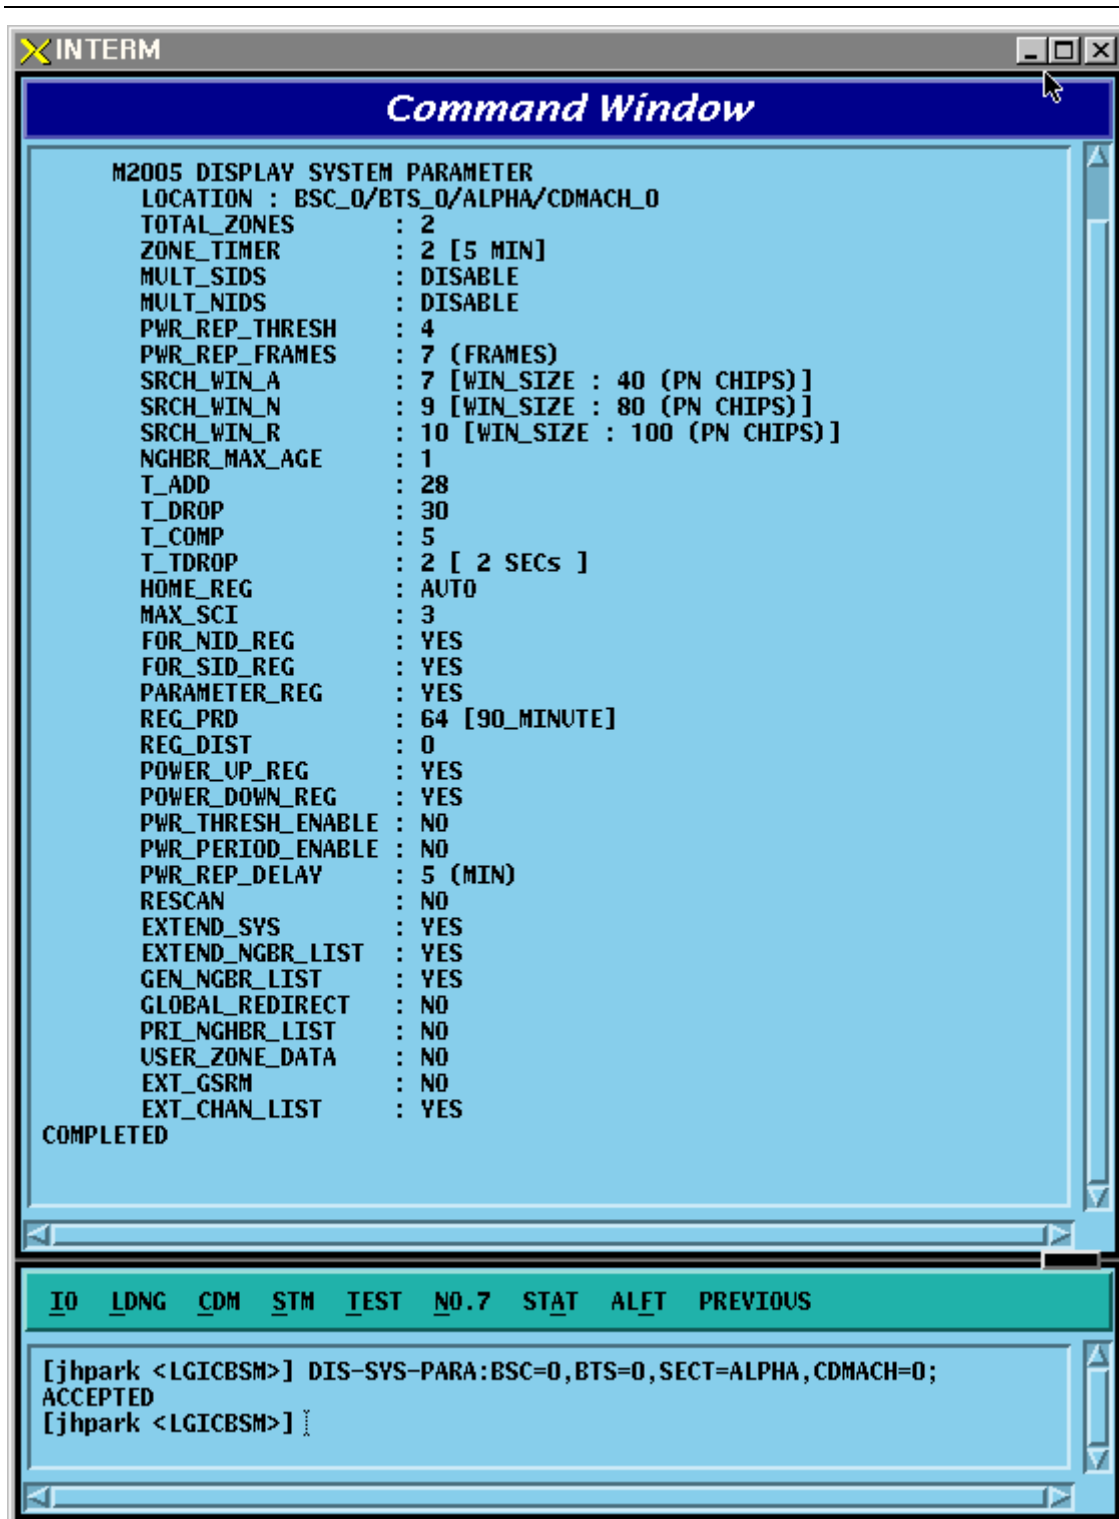 INTERM
Command Window
M2005 DISPLAY SYSTEM PARAMETER
LOCATION : BSC_0/BTS_0/ALPHA/CDMACH_0
TOTAL_ZONES : 2
ZONE_TIMER : 2 [5 MIN]
MULT_SIDS : DISABLE
MULT_NIDS : DISABLE
PWR_REP_THRESH : 4
PWR_REP_FRAMES : 7 (FRAMES)
SRCH_WIN_A : 7 [WIN_SIZE : 40 (PN CHIPS)]
SRCH_WIN_N : 9 [WIN_SIZE : 80 (PN CHIPS)]
SRCH_WIN_R : 10 [WIN_SIZE : 100 (PN CHIPS)]
NGHBR_MAX_AGE : 1
T_ADD : 28
T_DROP : 30
T_COMP : 5
T_TDROP : 2 [ 2 SECs ]
HOME_REG : AUTO
MAX_SCI : 3
FOR_NID_REG : YES
FOR_SID_REG : YES
PARAMETER_REG : YES
REG_PRD : 64 [90_MINUTE]
REG_DIST : 0
POWER_UP_REG : YES
POWER_DOWN_REG : YES
PWR_THRESH_ENABLE : NO
PWR_PERIOD_ENABLE : NO
PWR_REP_DELAY : 5 (MIN)
RESCAN : NO
EXTEND_SYS : YES
EXTEND_NGBR_LIST : YES
GEN_NGBR_LIST : YES
GLOBAL_REDIRECT : NO
PRI_NGHBR_LIST : NO
USER_ZONE_DATA : NO
EXT_GSRM : NO
EXT_CHAN_LIST : YES
COMPLETED
IO LDNG CDM STM TEST NO.7 STAT ALFT PREVIOUS
[jhpark <LGICBSM>] DIS-SYS-PARA:BSC=0,BTS=0,SECT=ALPHA,CDMACH=0;
ACCEPTED
[jhpark <LGICBSM>]